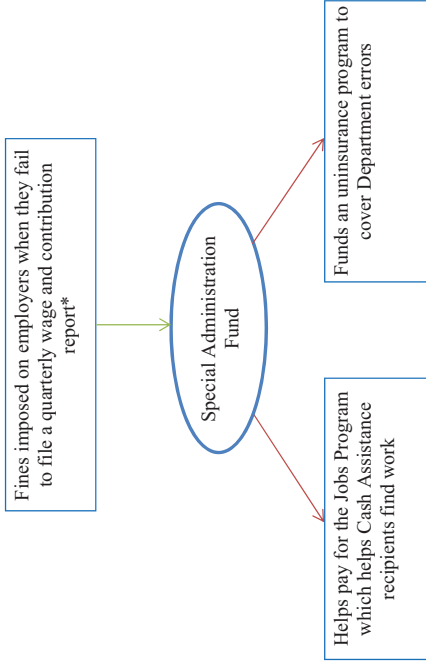 Fines imposed on employers when they fail
to file a quarterly wage and contribution
report*
Special Administration
Fund
Helps pay for the Jobs Program
which helps Cash Assistance
recipients find work
Funds an uninsurance program to
cover Department errors